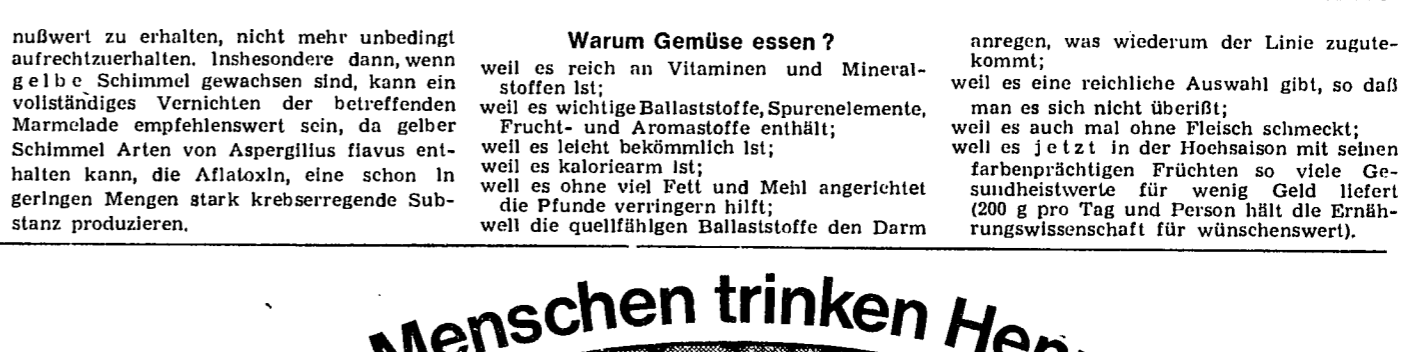 nußwert zu erhalten, nicht mehr unbedingt
aufrechtzuerhalten. Inshesondere dann, wenn
gelbe Schimmel gewachsen sind, kann ein
vollständiges Vernichten der betreffenden
Marmelade empfehlenswert sein, da gelber
Schimmel Arten von Aspergillus flavus ent-
halten kann, die Aflatoxin, eine schon in
geringen Mengen stark krebserregende Sub-
stanz produzieren.
Warum Gemüse essen ?
weil es reich an Vitaminen und Mineral-
stoffen ist;
weil es wichtige Ballaststoffe, Spurenelemente,
Frucht- und Aromastoffe enthält;
weil es leicht bekömmlich ist;
weil es kaloriearm ist;
weil es ohne viel Fett und Mehl angerichtet
die Pfunde verringern hilft;
weil die quellfähigen Ballaststoffe den Darm
anregen, was wiederum der Linie zugute-
kommt;
weil es eine reichliche Auswahl gibt, so daß
man es sich nicht überißt;
weil es auch mal ohne Fleisch schmeckt;
weil es jetzt in der Hochsaison mit seinen
farbenprächtigen Früchten so viele Ge-
sundheistwerte für wenig Geld liefert
(200 g pro Tag und Person hält die Ernäh-
rungswissenschaft für wünschenswert).
Menschen trinken